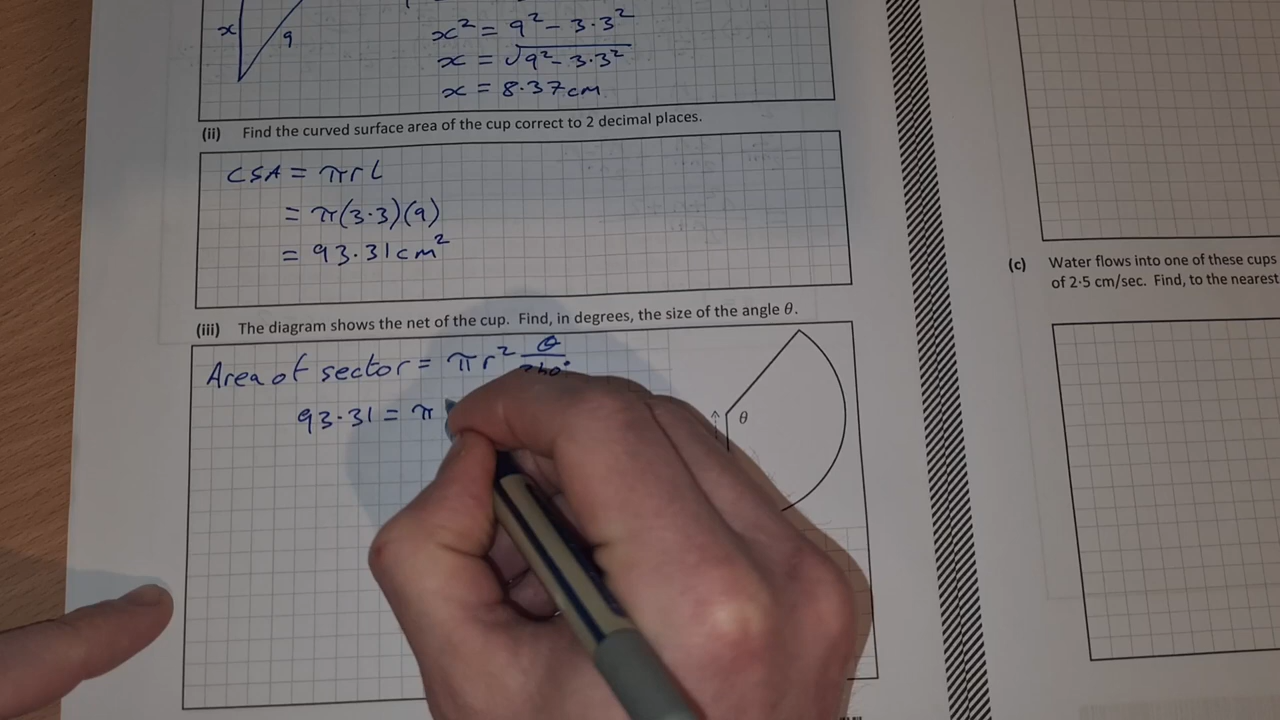 x
9
x² = 9² - 3·3²
x = √9² - 3·3²
x = 8·37cm
(ii) Find the curved surface area of the cup correct to 2 decimal places.
CSA = πrL
= π(3·3)(9)
= 93·31cm²
(iii) The diagram shows the net of the cup. Find, in degrees, the size of the angle θ.
Area of sector = πr² θ
360°
93·31 = π
θ
(c) Water flows into one of these cups
of 2·5 cm/sec. Find, to the nearest